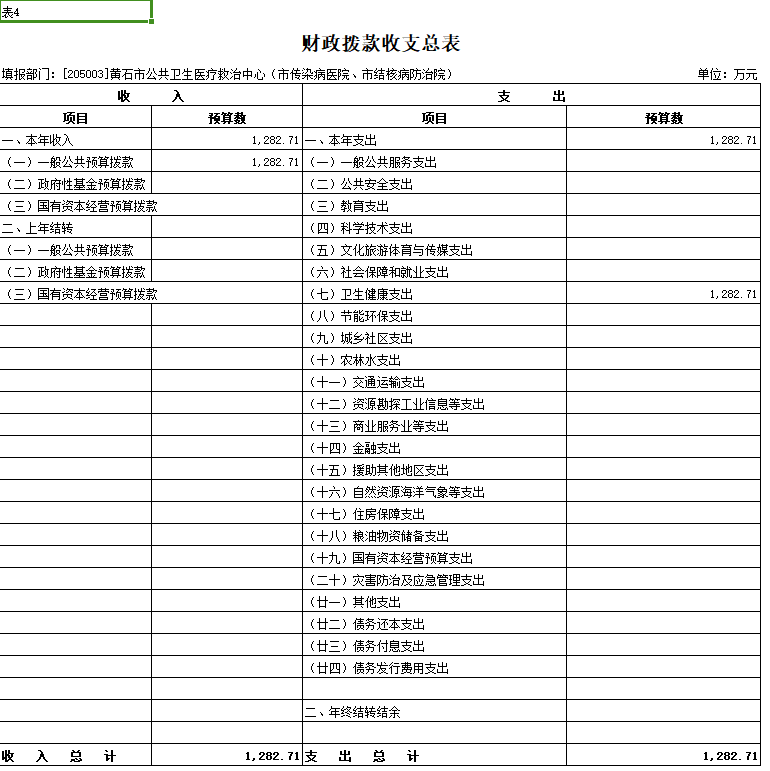 表4
财政拨款收支总表
填报部门：[205003]黄石市公共卫生医疗救治中心（市传染病医院、市结核病防治院） 单位：万元
收 入 支 出
项目 预算数 项目 预算数
一、本年收入 1,282.71 一、本年支出 1,282.71
（一）一般公共预算拨款 1,282.71 （一）一般公共服务支出
（二）政府性基金预算拨款 （二）公共安全支出
（三）国有资本经营预算拨款 （三）教育支出
二、上年结转 （四）科学技术支出
（一）一般公共预算拨款 （五）文化旅游体育与传媒支出
（二）政府性基金预算拨款 （六）社会保障和就业支出
（三）国有资本经营预算拨款 （七）卫生健康支出 1,282.71
（八）节能环保支出
（九）城乡社区支出
（十）农林水支出
（十一）交通运输支出
（十二）资源勘探工业信息等支出
（十三）商业服务业等支出
（十四）金融支出
（十五）援助其他地区支出
（十六）自然资源海洋气象等支出
（十七）住房保障支出
（十八）粮油物资储备支出
（十九）国有资本经营预算支出
（二十）灾害防治及应急管理支出
（廿一）其他支出
（廿二）债务还本支出
（廿三）债务付息支出
（廿四）债务发行费用支出
二、年终结转结余
收 入 总 计 1,282.71 支 出 总 计 1,282.71